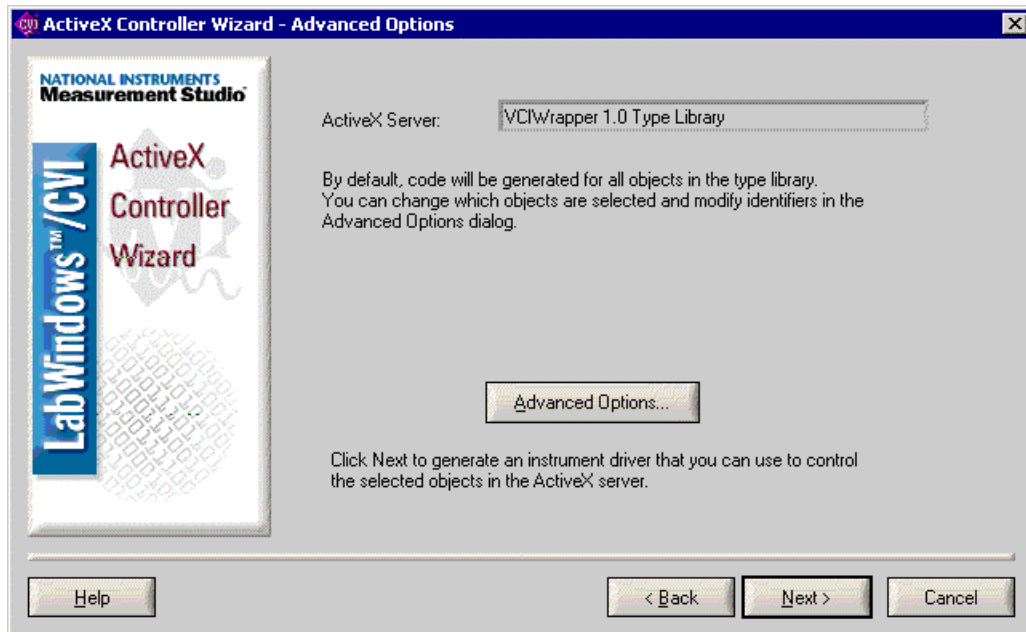 CVI ActiveX Controller Wizard - Advanced Options
NATIONAL INSTRUMENTS
Measurement Studio
LabWindows™/CVI
ActiveX
Controller
Wizard
ActiveX Server:
VCIWrapper 1.0 Type Library
By default, code will be generated for all objects in the type library.
You can change which objects are selected and modify identifiers in the
Advanced Options dialog.
Advanced Options...
Click Next to generate an instrument driver that you can use to control
the selected objects in the ActiveX server.
Help
< Back
Next >
Cancel